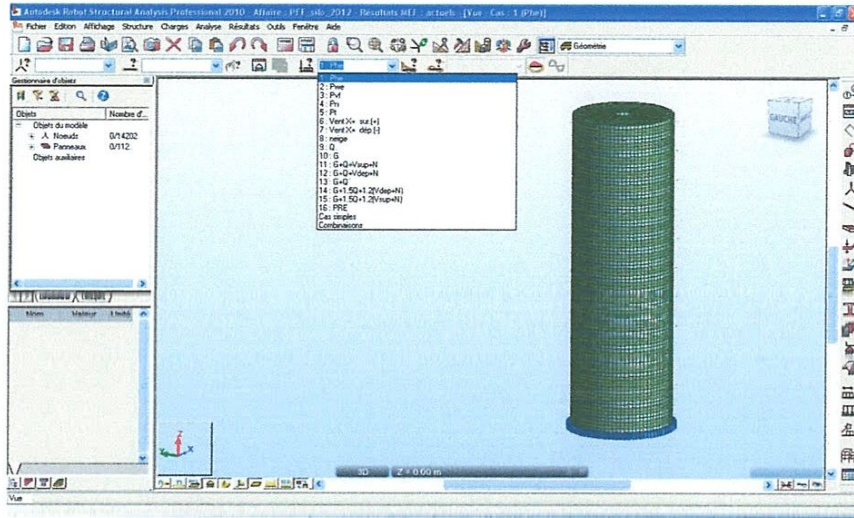 Autodesk Robot Structural Analysis Professional 2010 - Affaire : PEF_silo_2012 - Résultats MEF : actuels - [Vue - Cas : 1 (Phe)]
Fichier Edition Affichage Structure Charges Analyse Résultats Outils Fenêtre Aide
Géométrie
1 : Phe
Gestionnaire d'objets
Objets Nombre d'...
Objets du modèle
Noeuds 0/14202
Panneaux 0/112
Objets auxiliaires
1 : Phe
2 : Pwe
3 : Pvf
4 : Pn
5 : Pt
6 : Vent X+ sur.[+]
7 : Vent X+ dép.[-]
8 : neige
9 : Q
10 : G
11 : G+Q+Vsup+N
12 : G+Q+Vdep+N
13 : G+Q
14 : G+1.5Q+1.2(Vdep+N)
15 : G+1.5Q+1.2(Vsup+N)
16 : PRE
Cas simples
Combinaisons
GAUCHE
Nom Valeur Unité
Z
X
3D Z = 0.00 m
Vue